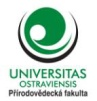 UNIVERSITAS
OSTRAVIENSIS
Přírodovědecká fakulta